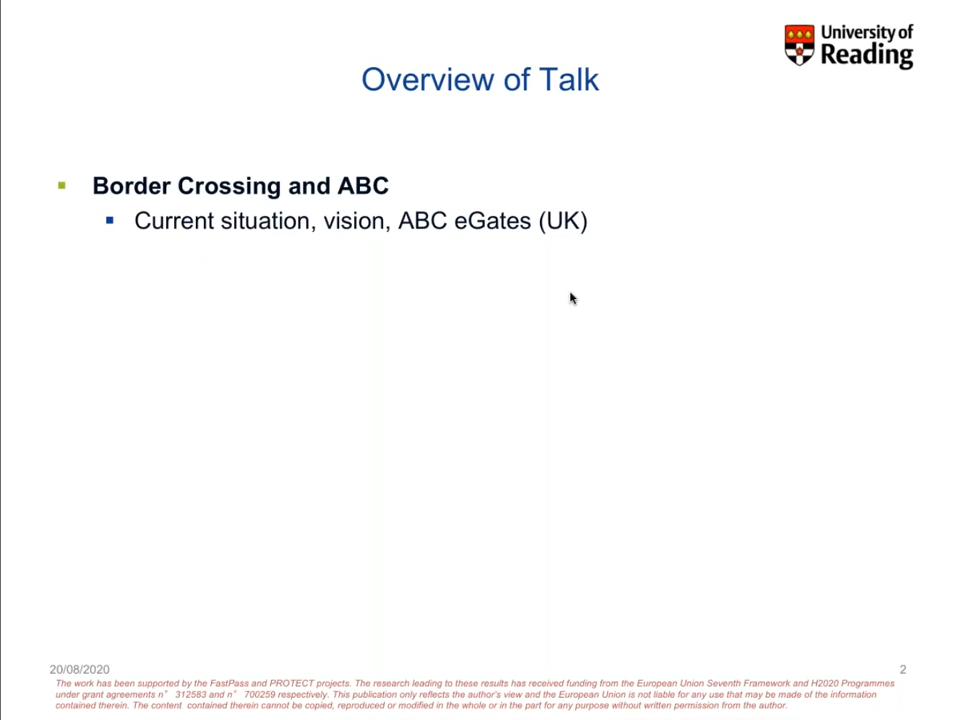 University of
Reading
Overview of Talk
Border Crossing and ABC
Current situation, vision, ABC eGates (UK)
20/08/2020
2
The work has been supported by the FastPass and PROTECT projects. The research leading to these results has received funding from the European Union Seventh Framework and H2020 Programmes
under grant agreements n° 312583 and n° 700259 respectively. This publication only reflects the author's view and the European Union is not liable for any use that may be made of the information
contained therein. The content contained therein cannot be copied, reproduced or modified in the whole or in the part for any purpose without written permission from the author.